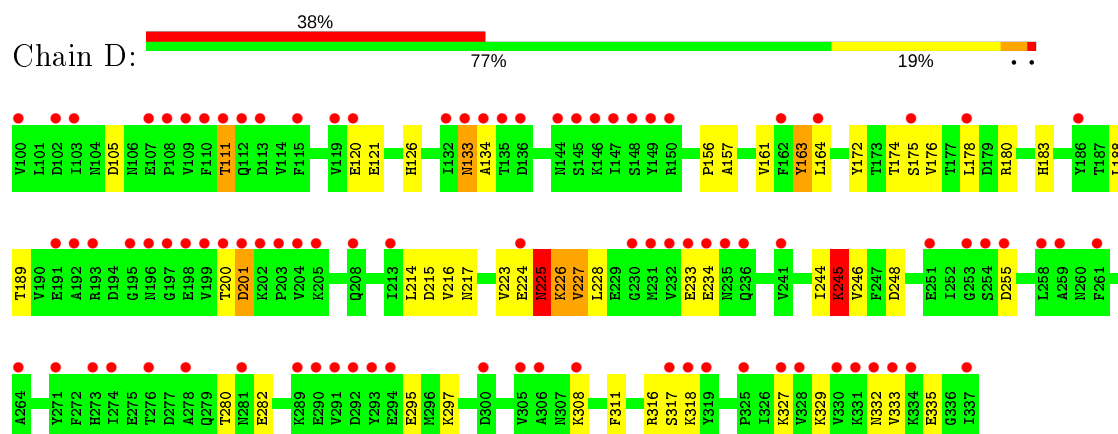 38%
Chain D:
77% 19% • •
V100 L101 D102 I103 N104 D105 N106 E107 P108 V109 F110 T111 Q112 D113 V114 F115 V119 E120 E121 H126 I132 N133 A134 T135 D136 N144 S145 K146 I147 S148 Y149 R150 P156 A157 V161 F162 Y163 L164 Y172 T173 T174 S175 V176 T177 L178 D179 R180 H183 Y186 T187 L188
T189 V190 E191 A192 R193 D194 G195 N196 G197 E198 V199 T200 D201 K202 P203 V204 K205 Q208 I213 L214 D215 V216 N217 V223 E224 N225 K226 V227 L228 E229 G230 M231 V232 E233 E234 N235 Q236 V241 I244 K245 V246 F247 D248 E251 I252 G253 S254 D255 L258 A259 N260 F261
A264 Y271 F272 H273 I274 E275 T276 D277 A278 Q279 T280 N281 E282 K289 E290 V291 D292 Y293 E294 E295 M296 K297 D300 V305 A306 N307 K308 F311 R316 S317 K318 Y319 P325 I326 K327 V328 K329 V330 K331 N332 V333 K334 E335 G336 I337